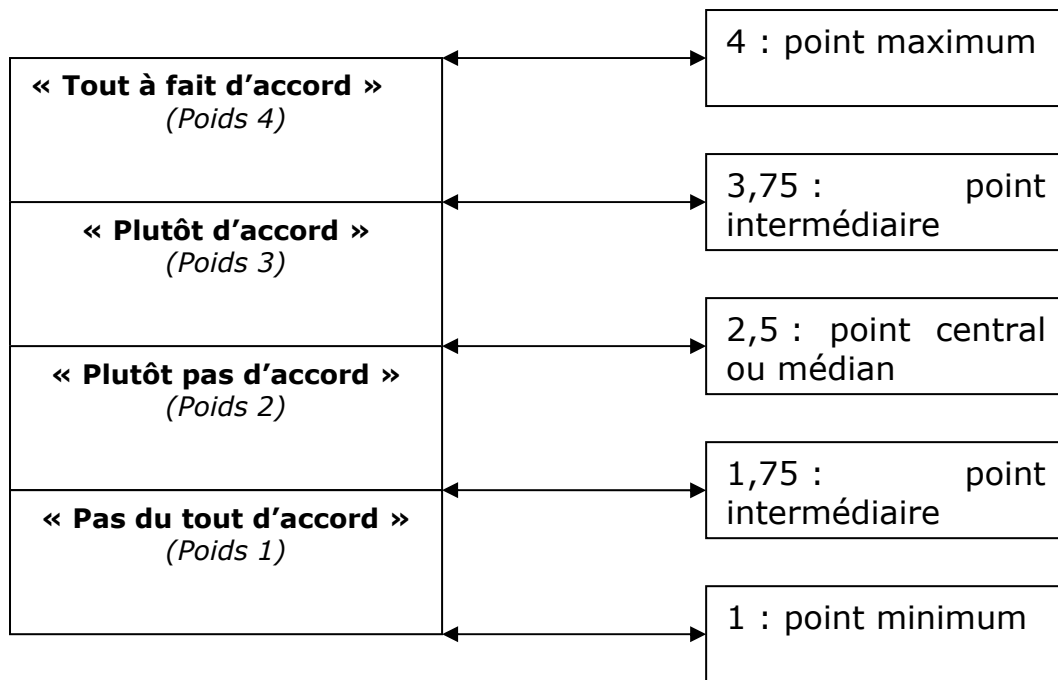 4 : point maximum
« Tout à fait d’accord »
(Poids 4)
3,75 : point
intermédiaire
« Plutôt d’accord »
(Poids 3)
2,5 : point central
ou médian
« Plutôt pas d’accord »
(Poids 2)
1,75 : point
intermédiaire
« Pas du tout d’accord »
(Poids 1)
1 : point minimum